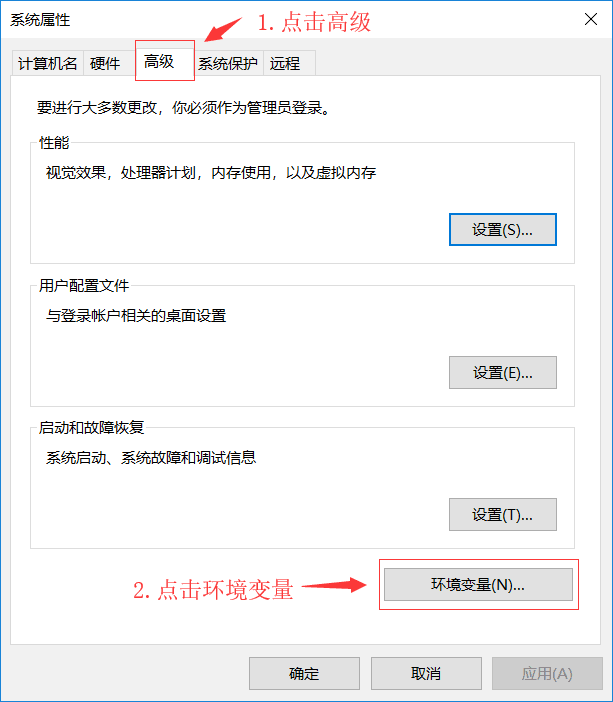 系统属性
1.点击高级
计算机名 硬件 高级 系统保护 远程
要进行大多数更改，你必须作为管理员登录。
性能
视觉效果，处理器计划，内存使用，以及虚拟内存
设置(S)...
用户配置文件
与登录帐户相关的桌面设置
设置(E)...
启动和故障恢复
系统启动、系统故障和调试信息
设置(T)...
2.点击环境变量
环境变量(N)...
确定 取消 应用(A)